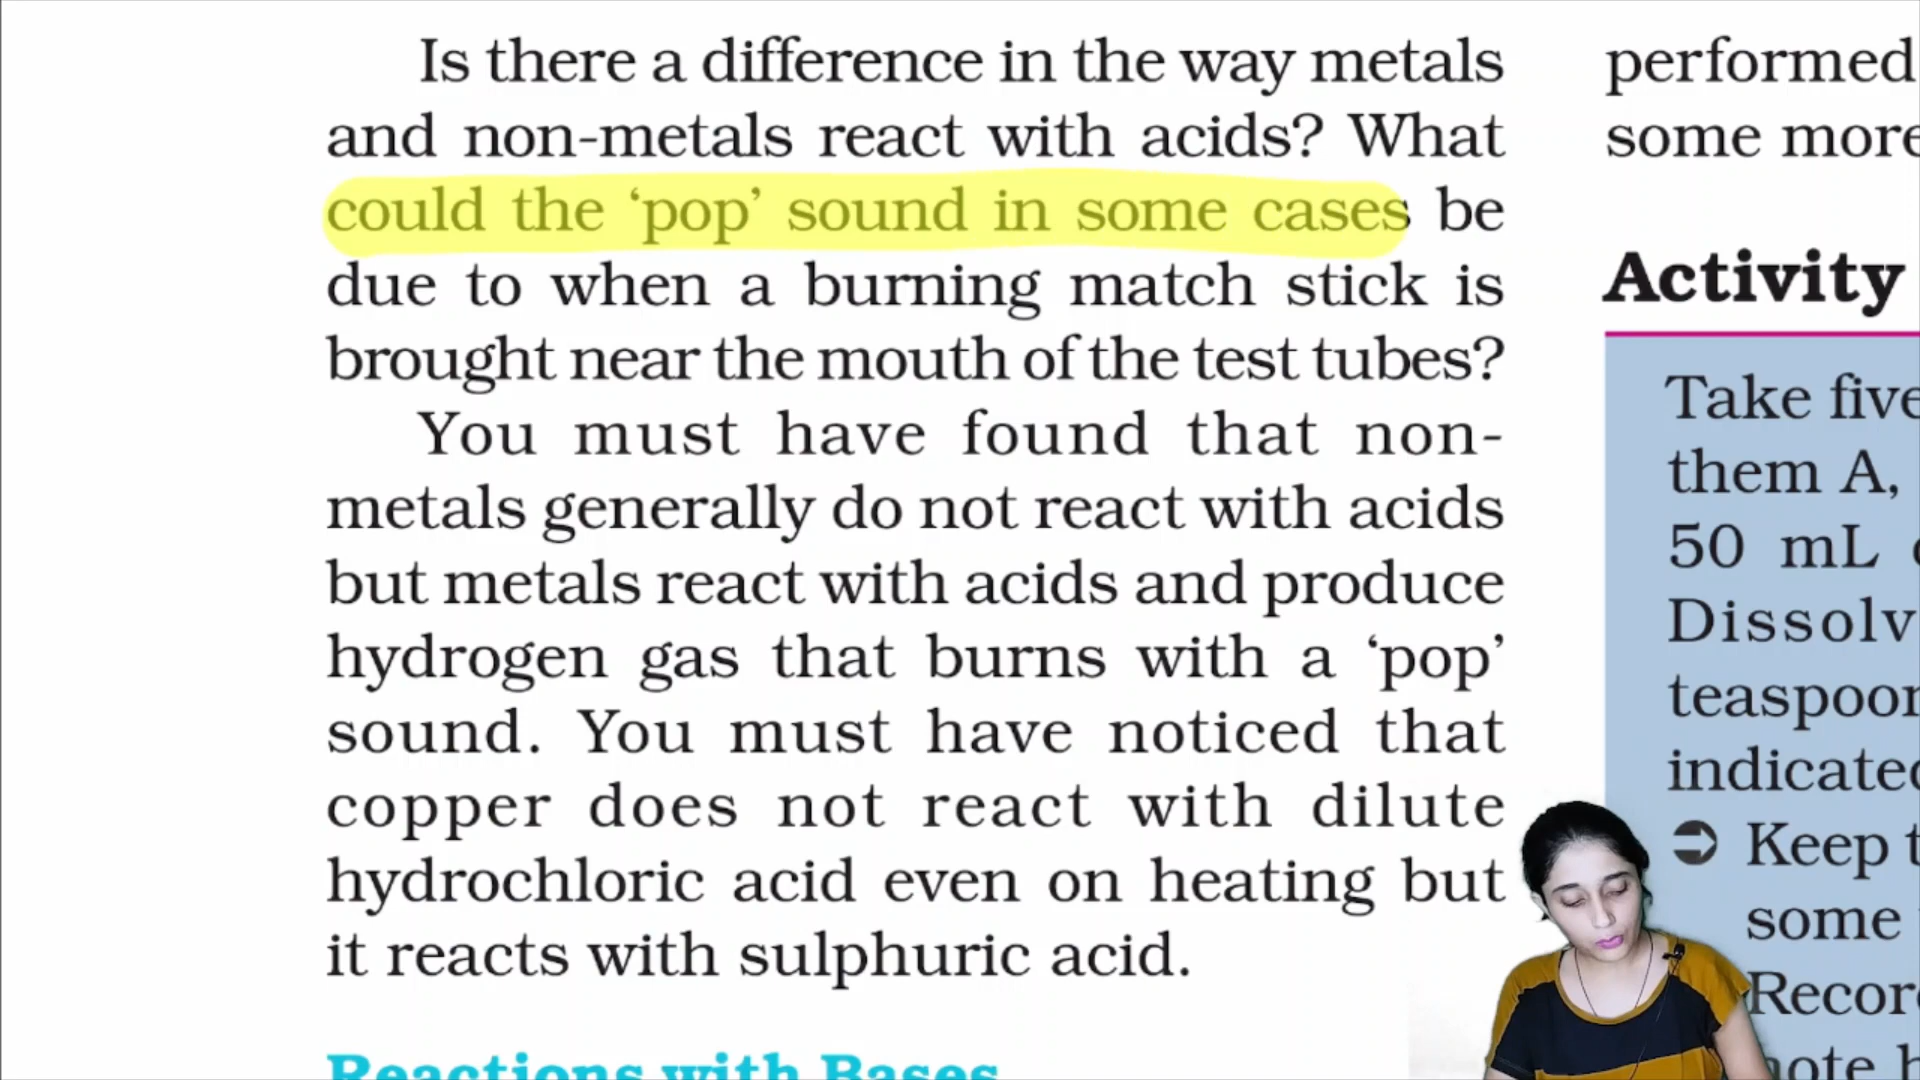 Is there a difference in the way metals
and non-metals react with acids? What
could the ‘pop’ sound in some cases be
due to when a burning match stick is
brought near the mouth of the test tubes?
You must have found that non-
metals generally do not react with acids
but metals react with acids and produce
hydrogen gas that burns with a ‘pop’
sound. You must have noticed that
copper does not react with dilute
hydrochloric acid even on heating but
it reacts with sulphuric acid.
Reactions with Bases
performed
some more
Activity
Take five
them A,
50 mL
Dissolv
teaspoon
indicated
Keep t
some
Recor
note